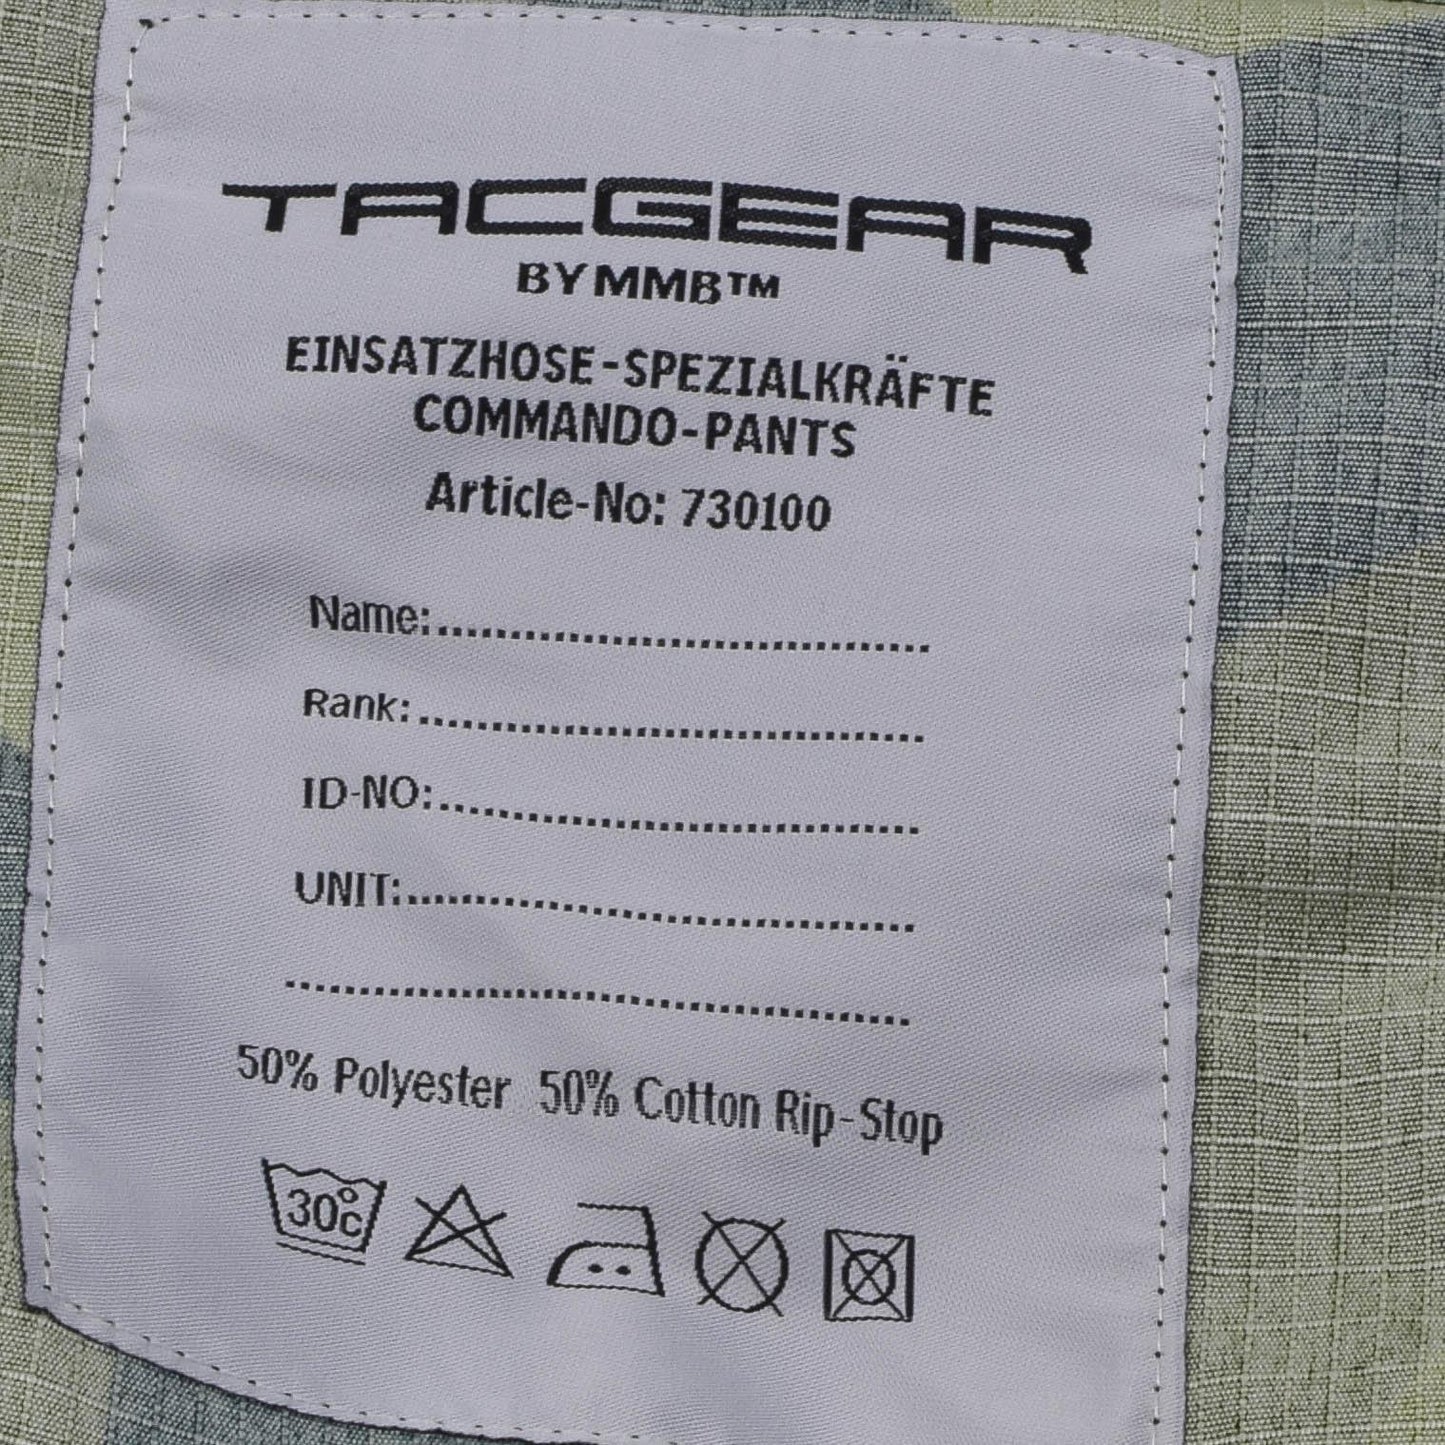 TACGEAR
BY MMB™
EINSATZHOSE-SPEZIALKRÄFTE
COMMANDO-PANTS
Article-No: 730100
Name:..................................
Rank:...................................
ID-NO:.................................
UNIT:...................................
...........................................
50% Polyester 50% Cotton Rip-Stop
30°C